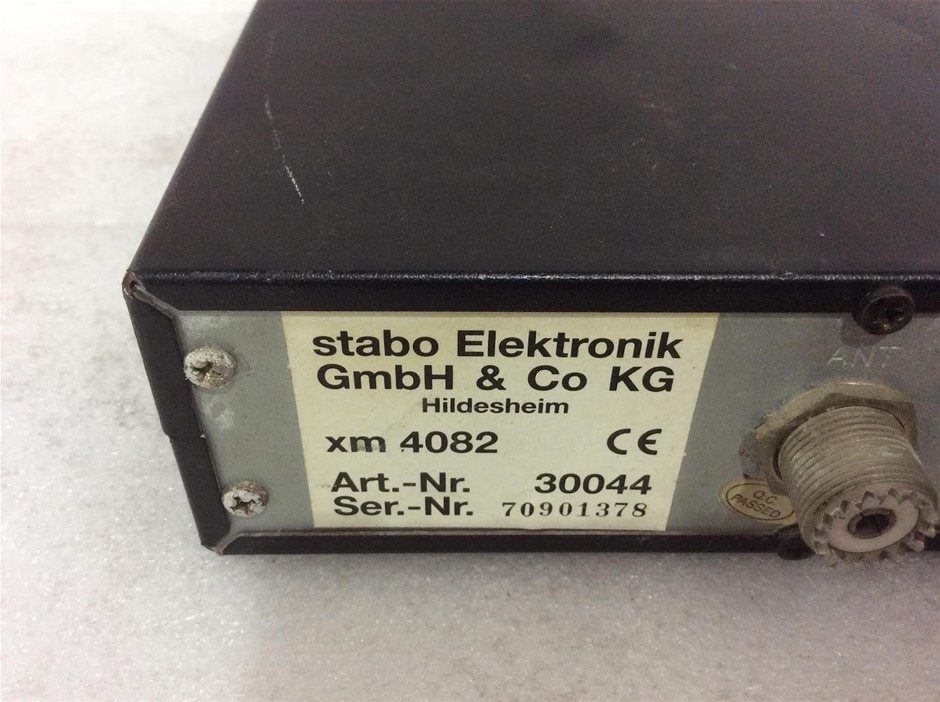 stabo Elektronik
GmbH & Co KG
Hildesheim
xm 4082 CE
Art.-Nr. 30044
Ser.-Nr. 70901378
ANT
Q.C.
PASSED